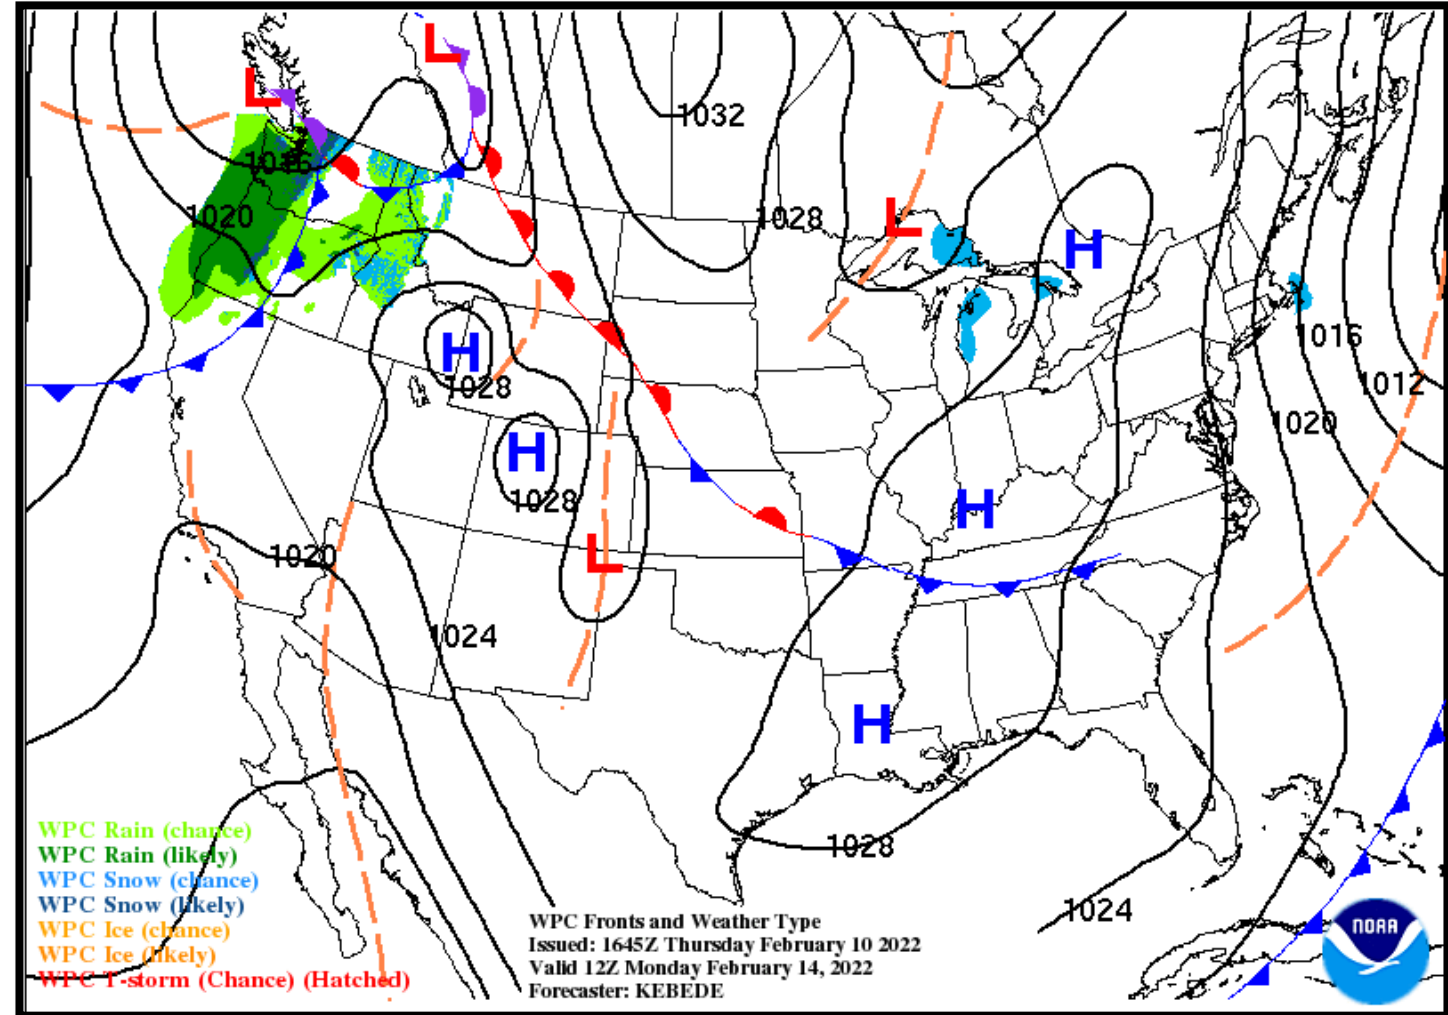 L
L
1032
1016
1020
1028
L
H
H
1028
1016
1012
1020
H
1028
H
1020
L
1024
H
1028
1024
WPC Rain (chance)
WPC Rain (likely)
WPC Snow (chance)
WPC Snow (likely)
WPC Ice (chance)
WPC Ice (likely)
WPC T-storm (Chance) (Hatched)
WPC Fronts and Weather Type
Issued: 1645Z Thursday February 10 2022
Valid 12Z Monday February 14, 2022
Forecaster: KEBEDE
NOAA